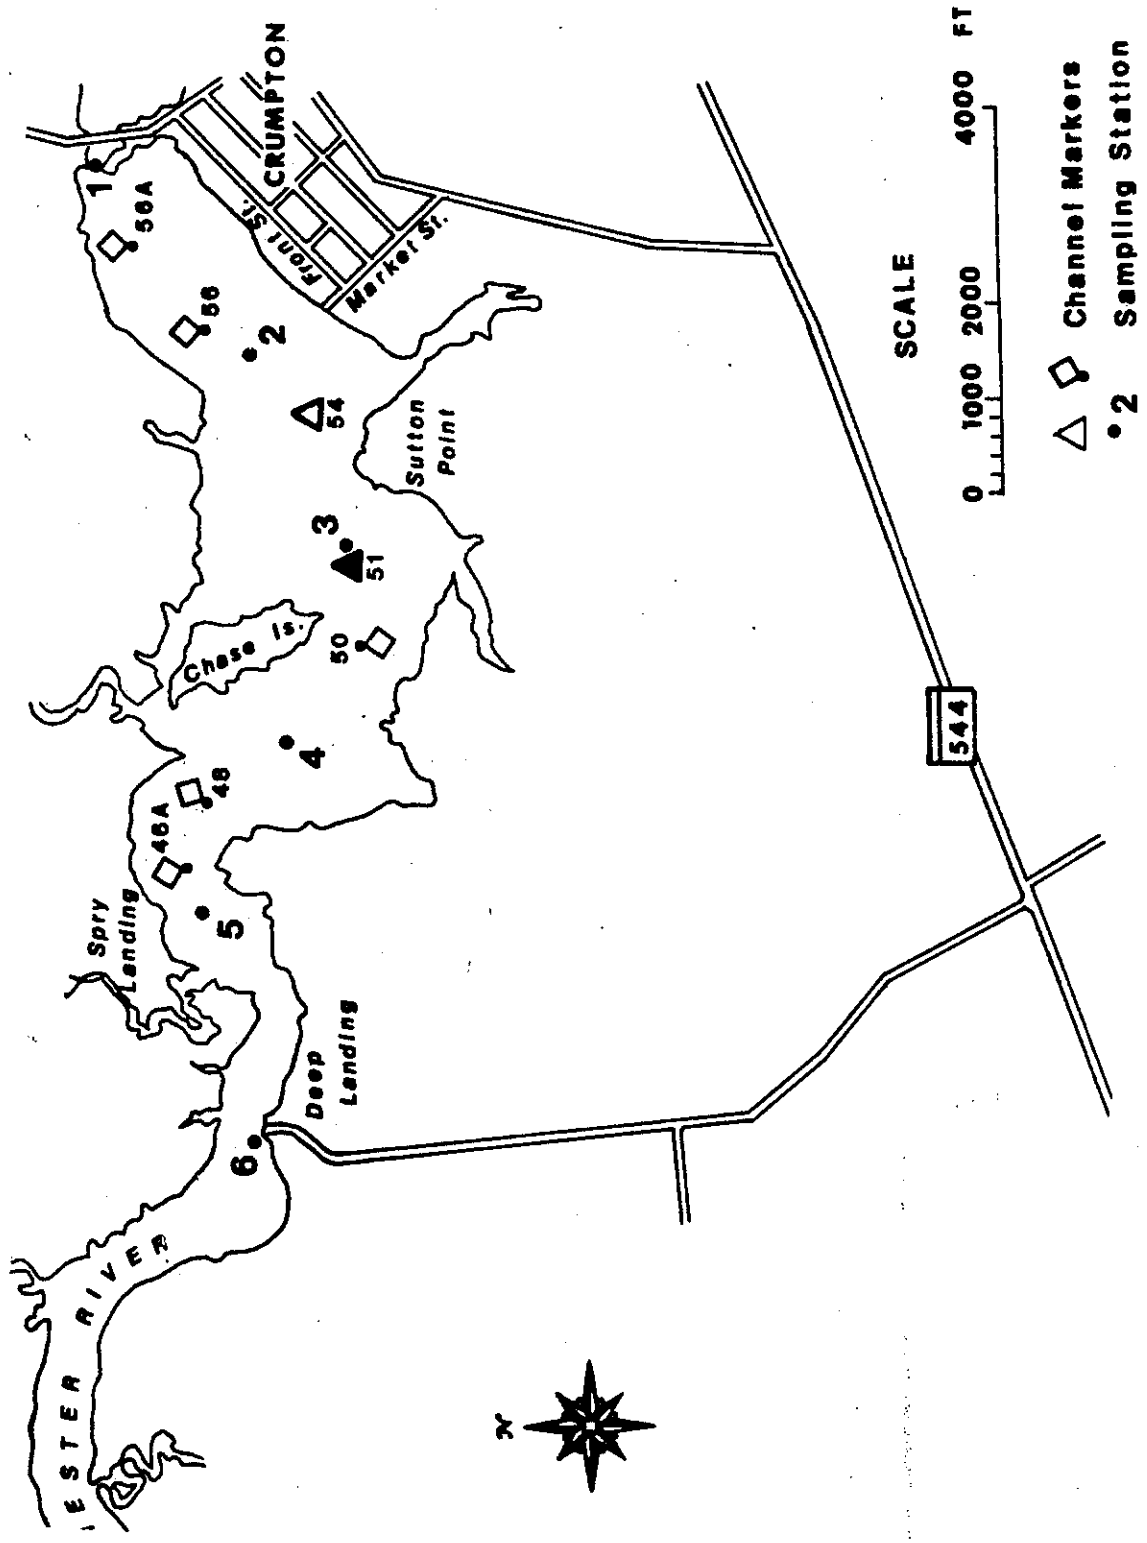 IESTER RIVER
N
Spry
Landing
Deep
Landing
6
5
46A
48
4
Chase Is.
50
51
3
54
Sutton
Point
2
56
56A
1
Front St.
Market St.
CRUMPTON
544
SCALE
0 1000 2000 4000 FT
Channel Markers
2 Sampling Station